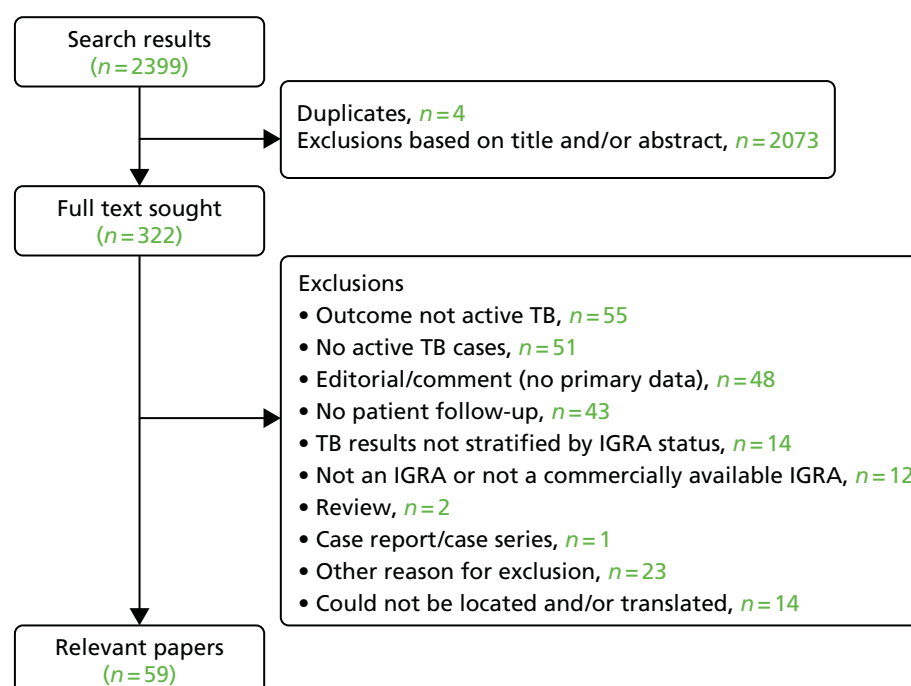 Search results
(n=2399)
Duplicates, n=4
Exclusions based on title and/or abstract, n=2073
Full text sought
(n=322)
Exclusions
• Outcome not active TB, n=55
• No active TB cases, n=51
• Editorial/comment (no primary data), n=48
• No patient follow-up, n=43
• TB results not stratified by IGRA status, n=14
• Not an IGRA or not a commercially available IGRA, n=12
• Review, n=2
• Case report/case series, n=1
• Other reason for exclusion, n=23
• Could not be located and/or translated, n=14
Relevant papers
(n=59)